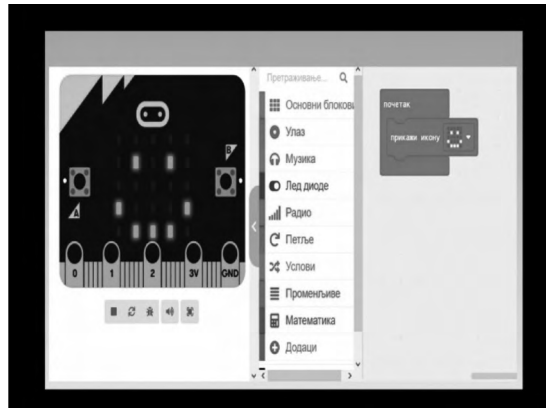 B
A
0 1 2 3V GND
Претраживање...
Основни блокови
Улаз
Музика
Лед диоде
Радио
Петље
Услови
Променљиве
Математика
Додаци
почетак
прикажи икону